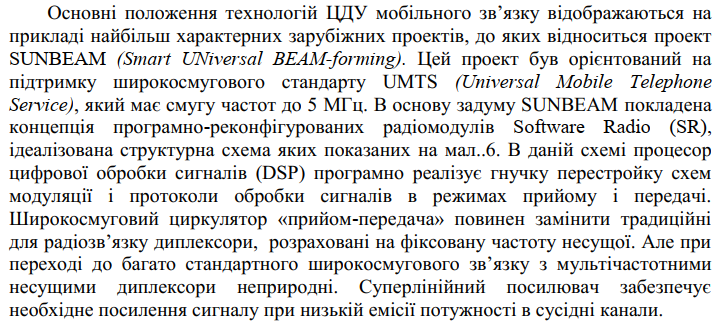 Основні положення технологій ЦДУ мобільного зв’язку відображаються на
прикладі найбільш характерних зарубіжних проектів, до яких відноситься проект
SUNBEAM (Smart UNiversal BEAM-forming). Цей проект був орієнтований на
підтримку широкосмугового стандарту UMTS (Universal Mobile Telephone
Service), який має смугу частот до 5 МГц. В основу задуму SUNBEAM покладена
концепція програмно-реконфігурованих радіомодулів Software Radio (SR),
ідеалізована структурна схема яких показаних на мал..6. В даній схемі процесор
цифрової обробки сигналів (DSP) програмно реалізує гнучку перестройку схем
модуляції і протоколи обробки сигналів в режимах прийому і передачі.
Широкосмуговий циркулятор «прийом-передача» повинен замінити традиційні
для радіозв’язку диплексори, розраховані на фіксовану частоту несущої. Але при
переході до багато стандартного широкосмугового зв’язку з мультічастотними
несущими диплексори неприродні. Суперлінійний посилювач забезпечує
необхідне посилення сигналу при низькій емісії потужності в сусідні канали.